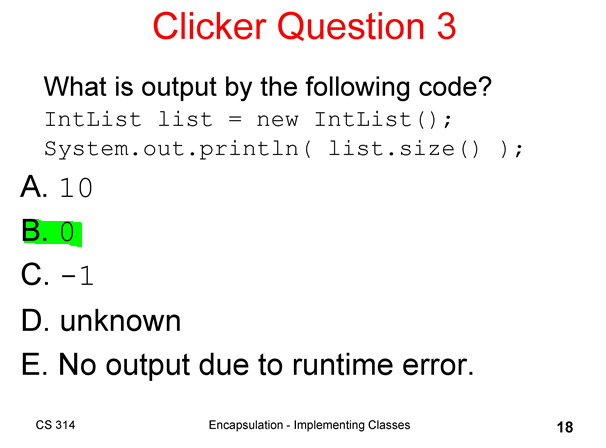 Clicker Question 3
What is output by the following code?
IntList list = new IntList();
System.out.println( list.size() );
A. 10
B. 0
C. -1
D. unknown
E. No output due to runtime error.
CS 314
Encapsulation - Implementing Classes
18